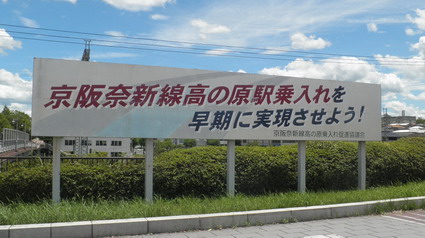 京阪奈新線高の原駅乗入れを
早期に実現させよう!
京阪奈新線高の原乗入れ促進協議会